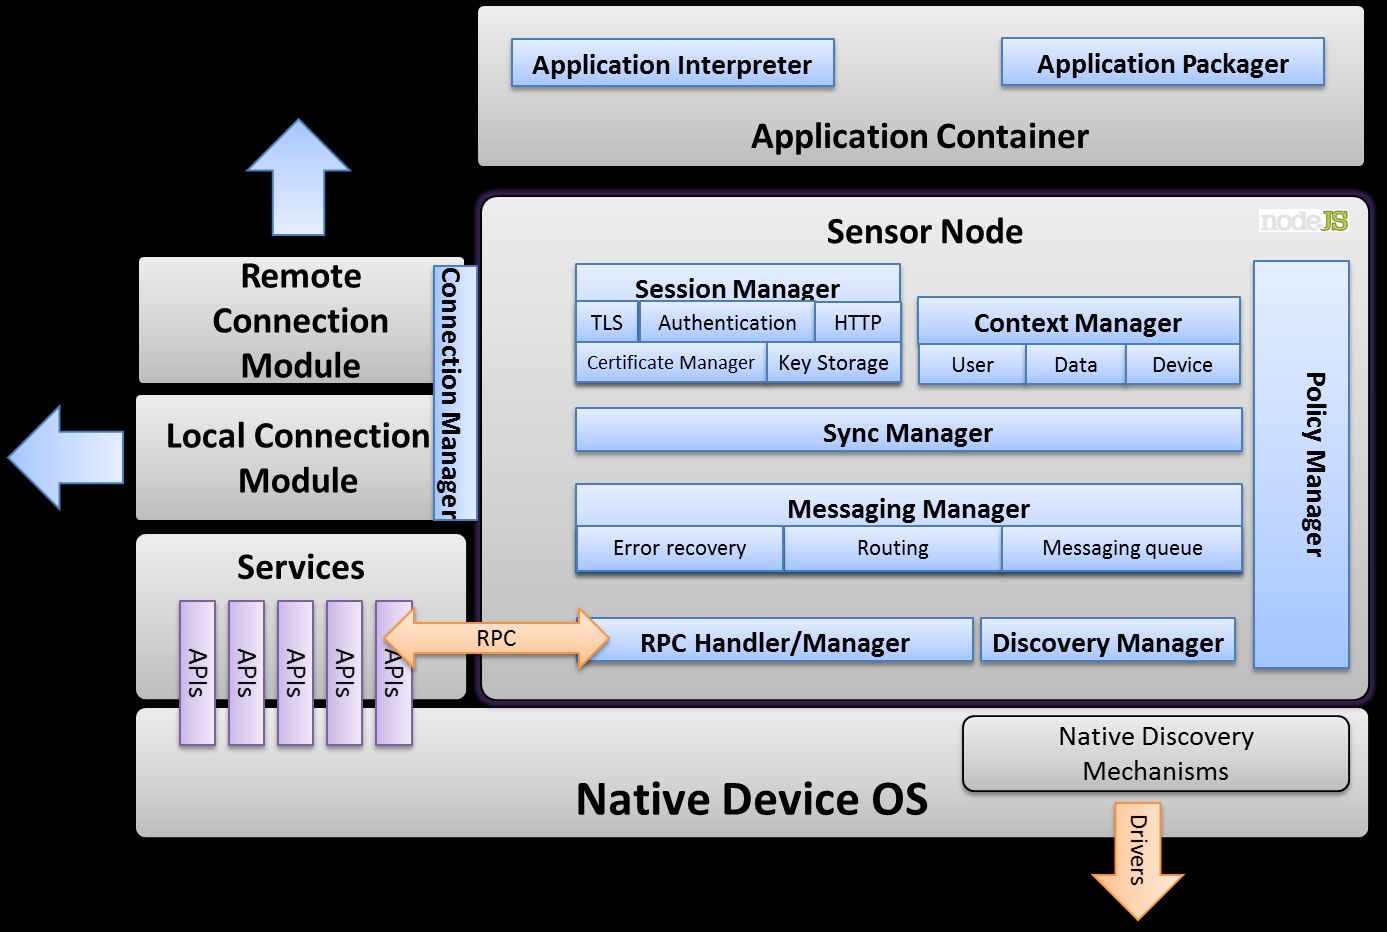 Application Interpreter
Application Packager
Application Container
Sensor Node
nodeJS
Remote
Connection
Module
Local Connection
Module
Connection Manager
Session Manager
TLS
Authentication
HTTP
Certificate Manager
Key Storage
Context Manager
User
Data
Device
Sync Manager
Messaging Manager
Error recovery
Routing
Messaging queue
Policy Manager
Services
APIs
APIs
APIs
APIs
APIs
RPC
RPC Handler/Manager
Discovery Manager
Native Discovery
Mechanisms
Native Device OS
Drivers